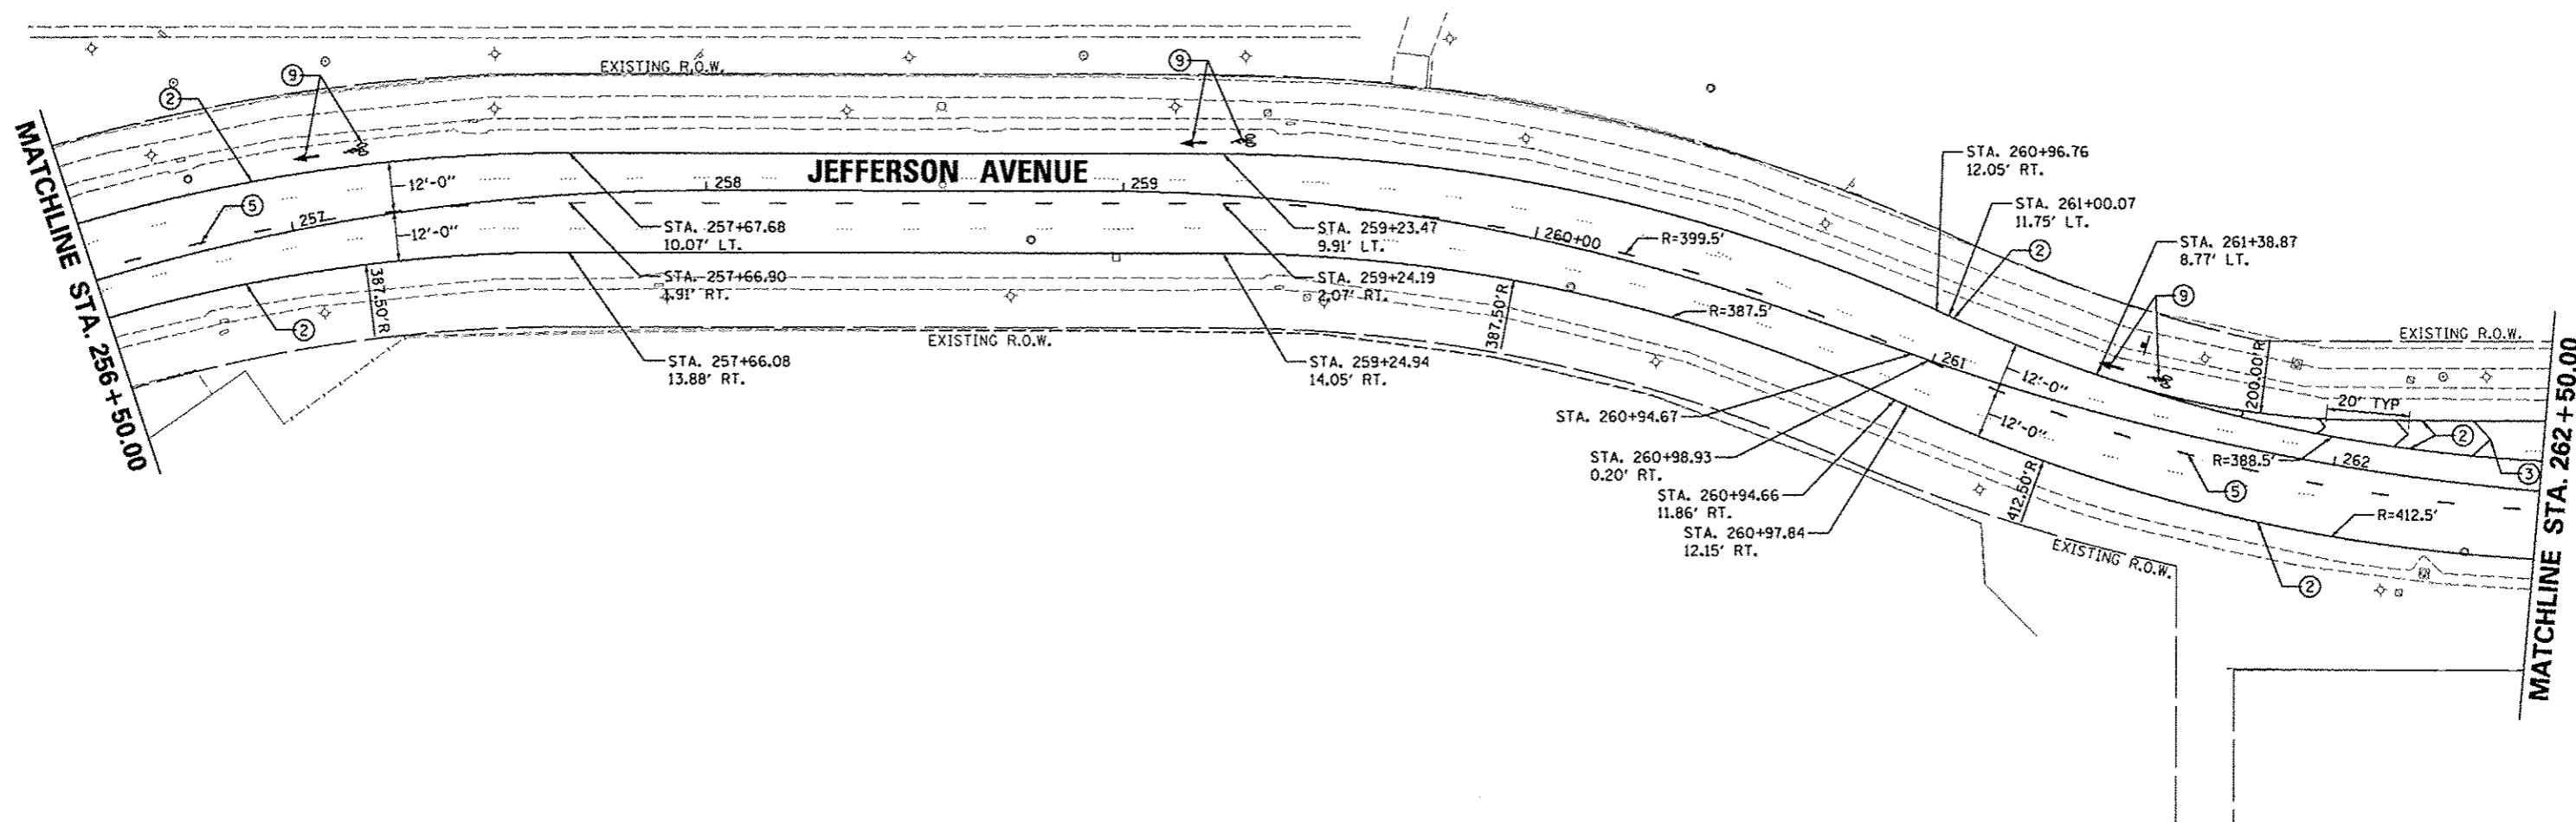 EXISTING R.O.W.
9
9
2
MATCHLINE STA. 256+50.00
5
257
12'-0"
12'-0"
258
JEFFERSON AVENUE
259
387.50'R
2
STA. 257+67.68
10.07' LT.
STA. 257+66.90
1.91' RT.
STA. 257+66.08
13.88' RT.
EXISTING R.O.W.
STA. 259+23.47
9.91' LT.
STA. 259+24.19
2.07' RT.
STA. 259+24.94
14.05' RT.
387.50'R
260+00
R=399.5'
R=387.5'
STA. 260+96.76
12.05' RT.
STA. 261+00.07
11.75' LT.
2
STA. 261+38.87
8.77' LT.
9
261
12'-0"
12'-0"
STA. 260+94.67
STA. 260+98.93
0.20' RT.
STA. 260+94.66
11.86' RT.
STA. 260+97.84
12.15' RT.
412.50'R
EXISTING R.O.W.
200.00'R
EXISTING R.O.W.
20' TYP
2
3
R=388.5'
262
5
R=412.5'
2
MATCHLINE STA. 262+50.00